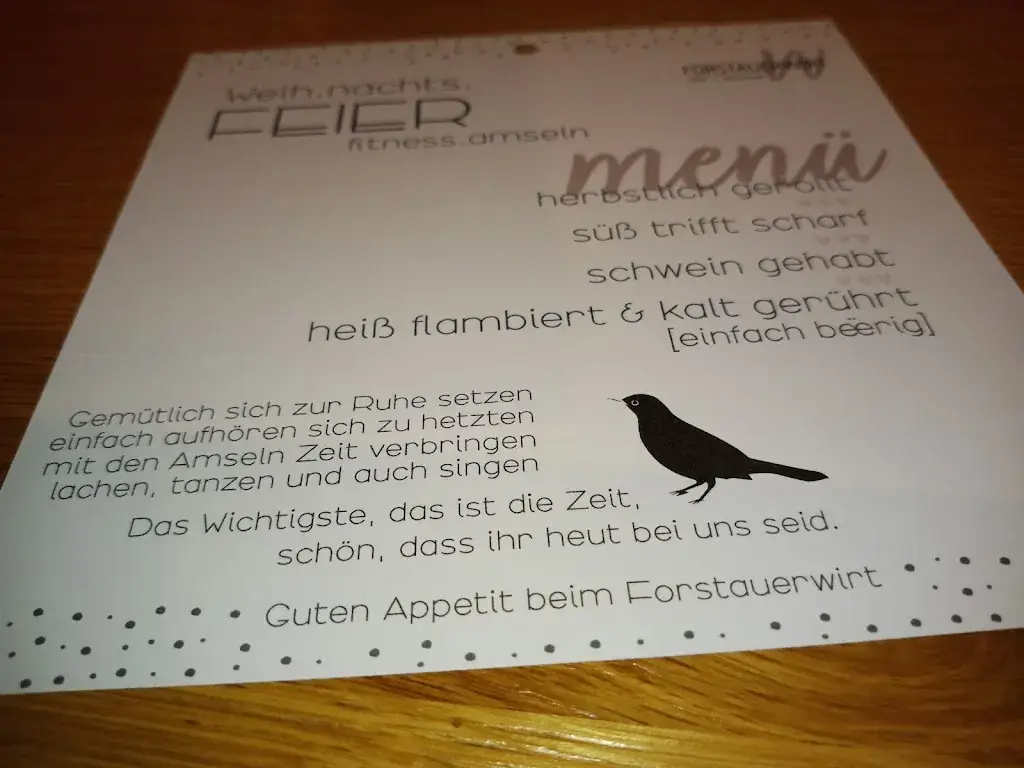 Weih.nachts.
FEIER
fitness.amseln
FORSTAUERWIRT
menü
herbstlich gerollt
süß trifft scharf
schwein gehabt
heiß flambiert & kalt gerührt
[einfach beerig]
Gemütlich sich zur Ruhe setzen
einfach aufhören sich zu hetzten
mit den Amseln Zeit verbringen
lachen, tanzen und auch singen
Das Wichtigste, das ist die Zeit,
schön, dass ihr heut bei uns seid.
Guten Appetit beim Forstauerwirt